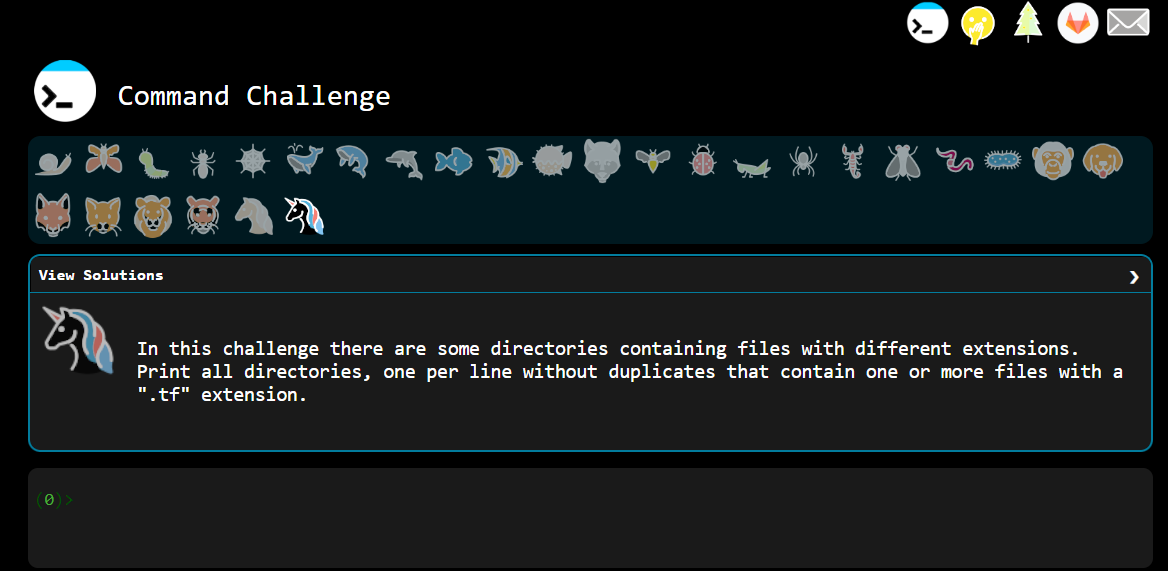 Command Challenge
View Solutions
In this challenge there are some directories containing files with different extensions.
Print all directories, one per line without duplicates that contain one or more files with a
".tf" extension.
(0)>